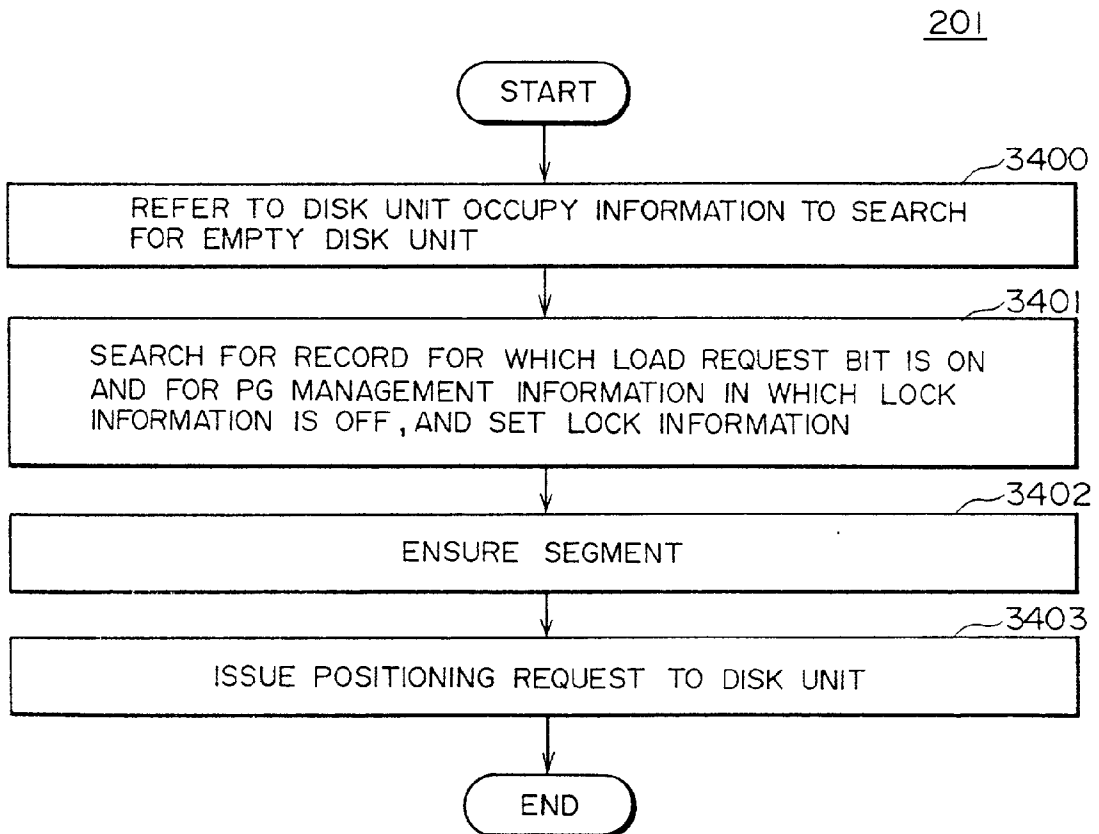 201
START
3400
REFER TO DISK UNIT OCCUPY INFORMATION TO SEARCH
FOR EMPTY DISK UNIT
3401
SEARCH FOR RECORD FOR WHICH LOAD REQUEST BIT IS ON
AND FOR PG MANAGEMENT INFORMATION IN WHICH LOCK
INFORMATION IS OFF, AND SET LOCK INFORMATION
3402
ENSURE SEGMENT
3403
ISSUE POSITIONING REQUEST TO DISK UNIT
END